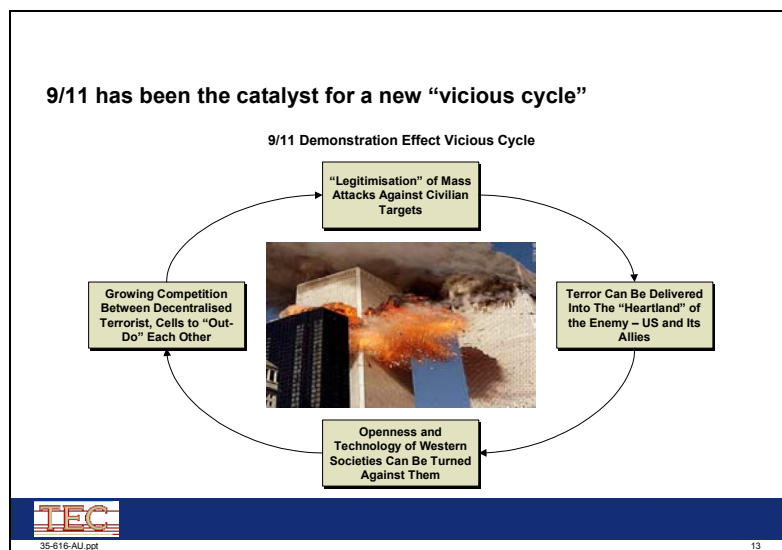 9/11 has been the catalyst for a new “vicious cycle”
9/11 Demonstration Effect Vicious Cycle
“Legitimisation” of Mass
Attacks Against Civilian
Targets
Growing Competition
Between Decentralised
Terrorist, Cells to “Out-
Do” Each Other
Terror Can Be Delivered
Into The “Heartland” of
the Enemy – US and Its
Allies
Openness and
Technology of Western
Societies Can Be Turned
Against Them
TEC
35-616-AU.ppt
13